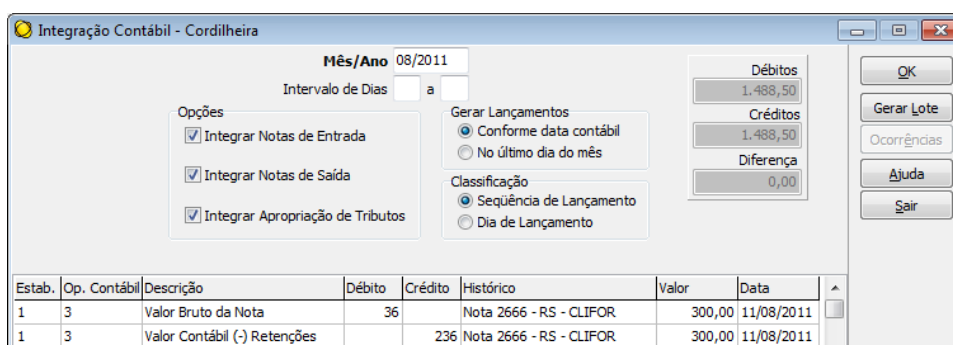 Integração Contábil - Cordilheira
Mês/Ano 08/2011
Intervalo de Dias a
Opções
Integrar Notas de Entrada
Integrar Notas de Saída
Integrar Apropriação de Tributos
Gerar Lançamentos
Conforme data contábil
No último dia do mês
Classificação
Seqüência de Lançamento
Dia de Lançamento
Débitos
1.488,50
Créditos
1.488,50
Diferença
0,00
OK
Gerar Lote
Ocorrências
Ajuda
Sair
Estab. Op. Contábil Descrição Débito Crédito Histórico Valor Data
1 3 Valor Bruto da Nota 36 Nota 2666 - RS - CLIFOR 300,00 11/08/2011
1 3 Valor Contábil (-) Retenções 236 Nota 2666 - RS - CLIFOR 300,00 11/08/2011